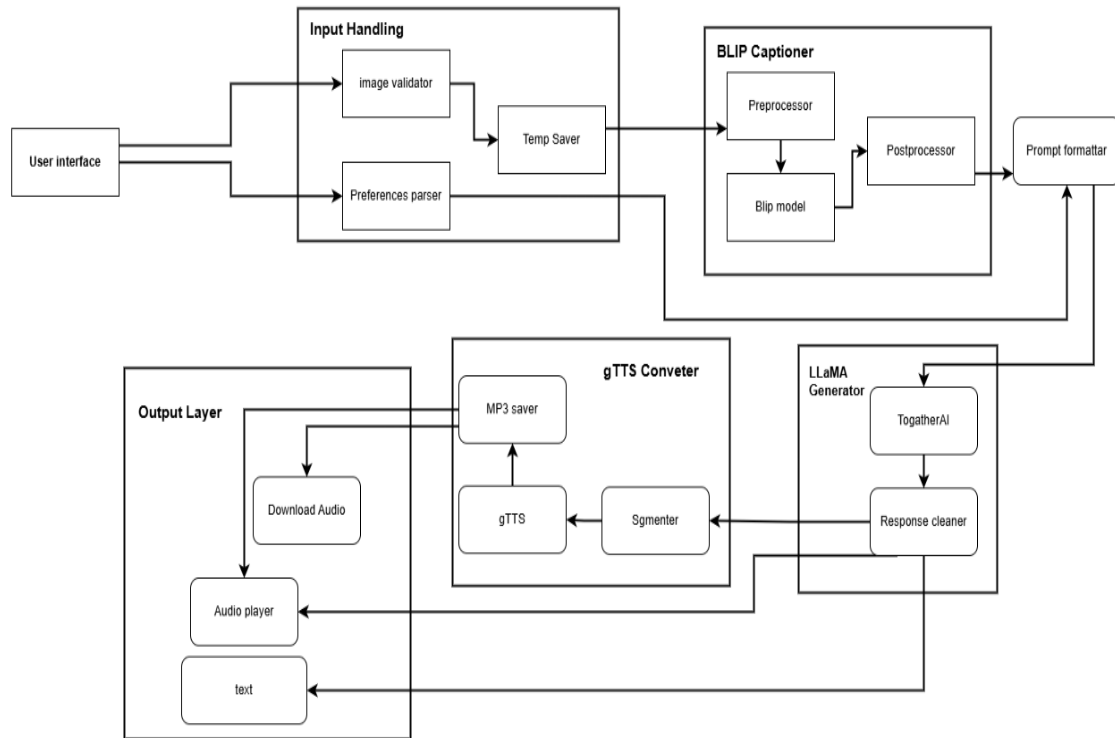 Input Handling
image validator
Temp Saver
Preferences parser
User interface
BLIP Captioner
Preprocessor
Blip model
Postprocessor
Prompt formattar
LLaMA
Generator
TogatherAI
Response cleaner
gTTS Conveter
MP3 saver
gTTS
Sgmenter
Output Layer
Download Audio
Audio player
text